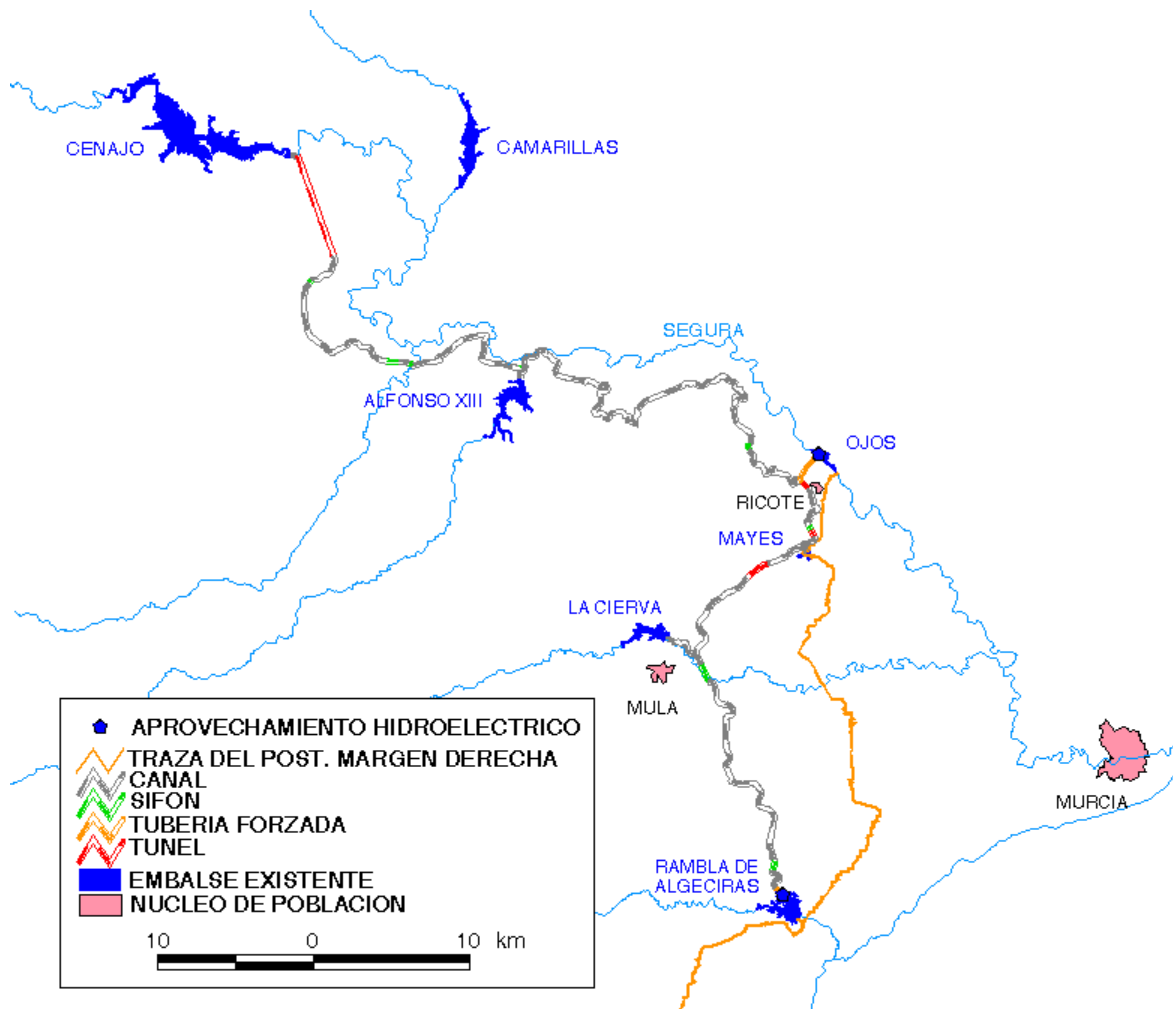 CENAJO
CAMARILLAS
SEGURA
ALFONSO XIII
OJOS
RICOTE
MAYES
LA CIERVA
MULA
MURCIA
RAMBLA DE
ALGECIRAS
APROVECHAMIENTO HIDROELECTRICO
TRAZA DEL POST. MARGEN DERECHA
CANAL
SIFON
TUBERIA FORZADA
TUNEL
EMBALSE EXISTENTE
NUCLEO DE POBLACION
10 0 10 km